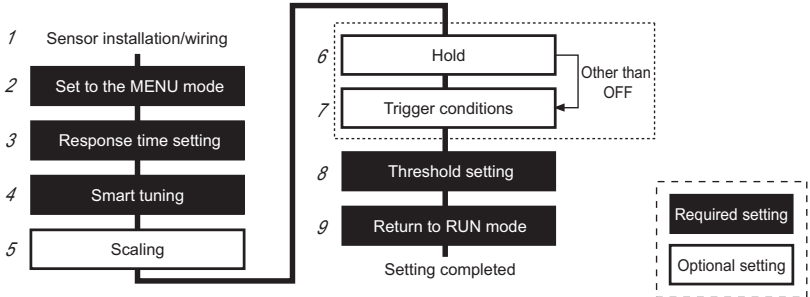 1 Sensor installation/wiring
2 Set to the MENU mode
3 Response time setting
4 Smart tuning
5 Scaling
6 Hold
Other than
OFF
7 Trigger conditions
8 Threshold setting
9 Return to RUN mode
Setting completed
Required setting
Optional setting